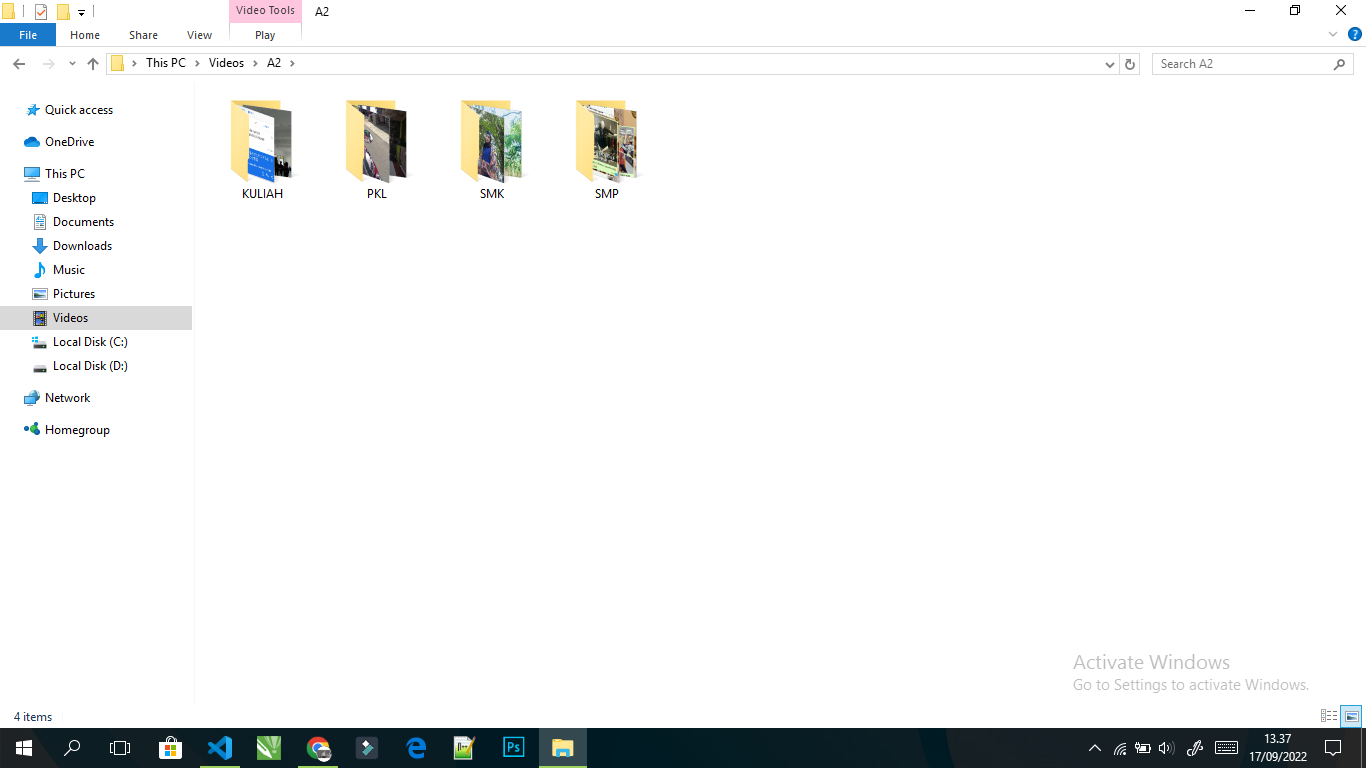 Video Tools
A2
File
Home
Share
View
Play
This PC
Videos
A2
Search A2
Quick access
OneDrive
This PC
Desktop
Documents
Downloads
Music
Pictures
Videos
Local Disk (C:)
Local Disk (D:)
Network
Homegroup
KULIAH
PKL
SMK
SMP
Activate Windows
Go to Settings to activate Windows.
4 items
Ps
13.37
17/09/2022